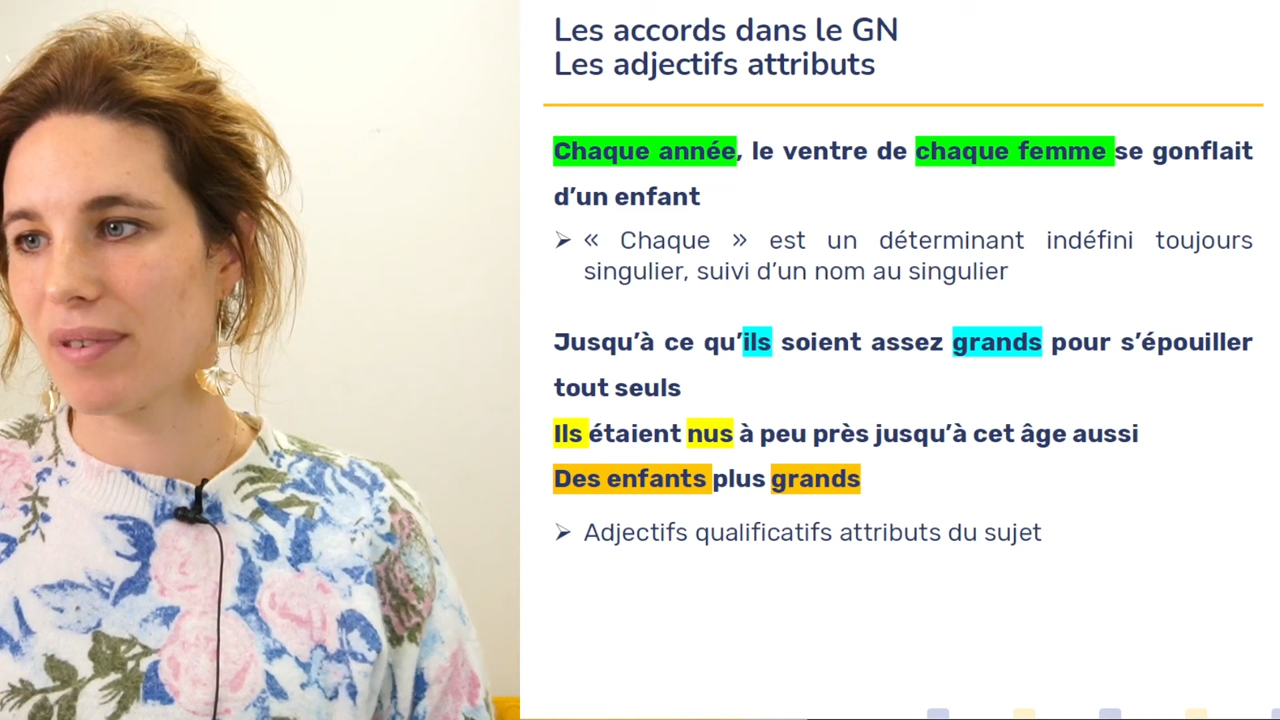 Les accords dans le GN
Les adjectifs attributs
Chaque année, le ventre de chaque femme se gonflait
d’un enfant
➢ « Chaque » est un déterminant indéfini toujours
singulier, suivi d’un nom au singulier
Jusqu’à ce qu’ils soient assez grands pour s’épouiller
tout seuls
Ils étaient nus à peu près jusqu’à cet âge aussi
Des enfants plus grands
➢ Adjectifs qualificatifs attributs du sujet